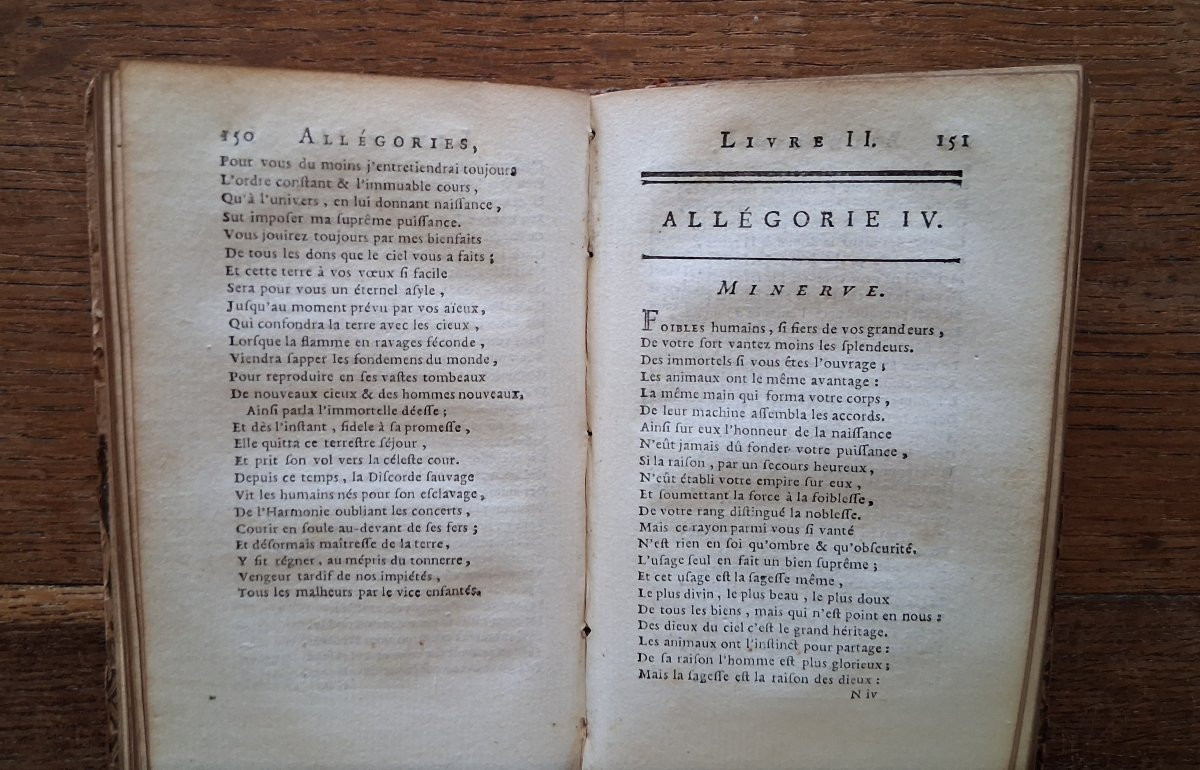 150 ALLÉGORIES,
Pour vous du moins j'entretiendrai toujours
L'ordre conſtant & l'immuable cours,
Qu'à l'univers, en lui donnant naiſſance,
Sut impoſer ma ſuprême puiſſance.
Vous jouirez toujours par mes bienfaits
De tous les dons que le ciel vous a faits ;
Et cette terre à vos vœux ſi facile
Sera pour vous un éternel aſyle,
Juſqu'au moment prévu par vos aïeux,
Qui confondra la terre avec les cieux,
Lorſque la flamme en ravages féconde,
Viendra ſapper les fondemens du monde,
Pour reproduire en ſes vaſtes tombeaux
De nouveaux cieux & des hommes nouveaux.
Ainſi parla l'immortelle déeſſe ;
Et dès l'inſtant, fidele à ſa promeſſe,
Elle quitta ce terreſtre ſéjour,
Et prit ſon vol vers la céleſte cour.
Depuis ce temps, la Diſcorde ſauvage
Vit les humains nés pour ſon eſclavage,
De l'Harmonie oubliant les concerts,
Courir en foule au-devant de ſes fers ;
Et déſormais maîtreſſe de la terre,
Y fit régner, au mépris du tonnerre,
Vengeur tardif de nos impiétés,
Tous les malheurs par le vice enfantés.
LIVRE II. 151
ALLÉGORIE IV.
MINERVE.
FOIBLES humains, ſi fiers de vos grandeurs,
De votre ſort vantez moins les ſplendeurs.
Des immortels ſi vous êtes l'ouvrage ;
Les animaux ont le même avantage :
La même main qui forma votre corps,
De leur machine aſſembla les accords.
Ainſi ſur eux l'honneur de la naiſſance
N'eût jamais dû fonder votre puiſſance,
Si la raiſon, par un ſecours heureux,
N'eût établi votre empire ſur eux,
Et ſoumettant la force à la foibleſſe,
De votre rang diſtingué la nobleſſe.
Mais ce rayon parmi vous ſi vanté
N'eſt rien en ſoi qu'ombre & qu'obſcurité.
L'uſage ſeul en fait un bien ſuprême ;
Et cet uſage eſt la ſageſſe même,
Le plus divin, le plus beau, le plus doux
De tous les biens, mais qui n'eſt point en nous :
Des dieux du ciel c'eſt le grand héritage.
Les animaux ont l'inſtinct pour partage :
De ſa raiſon l'homme eſt plus glorieux ;
Mais la ſageſſe eſt la raiſon des dieux :
N iv